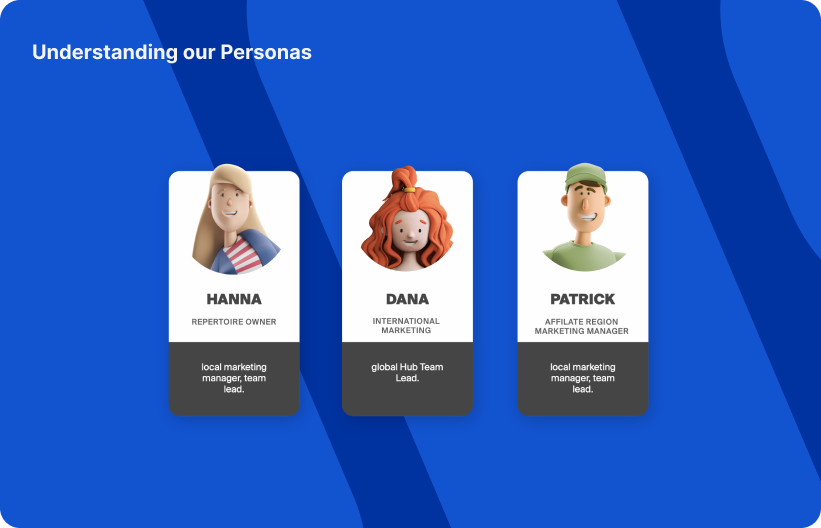 Understanding our Personas
HANNA
REPERTOIRE OWNER
local marketing
manager, team
lead.
DANA
INTERNATIONAL
MARKETING
global Hub Team
Lead.
PATRICK
AFFILATE REGION
MARKETING MANAGER
local marketing
manager, team
lead.